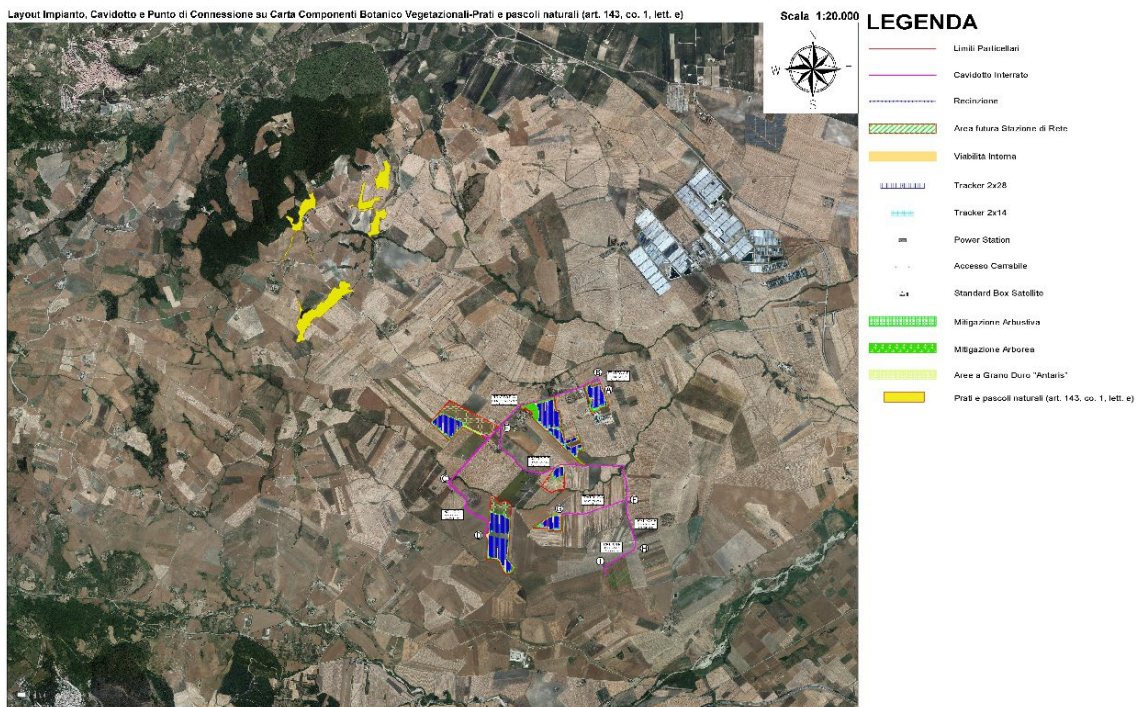 Layout Impianto, Cavidotto e Punto di Connessione su Carta Componenti Botanico Vegetazionali-Prati e pascoli naturali (art. 143, co. 1, lett. e)
Scala 1:20.000
LEGENDA
N
W
S
Limiti Particellari
Cavidotto Interrato
Recinzione
Area futura Stazione di Rete
Viabilità Interna
Tracker 2x28
Tracker 2x14
Power Station
Accesso Carrabile
Standard Box Satellite
Mitigazione Arbustiva
Mitigazione Arborea
Aree a Grano Duro "Antaris"
Prati e pascoli naturali (art. 143, co. 1, lett. e)
A
C
G
H
I